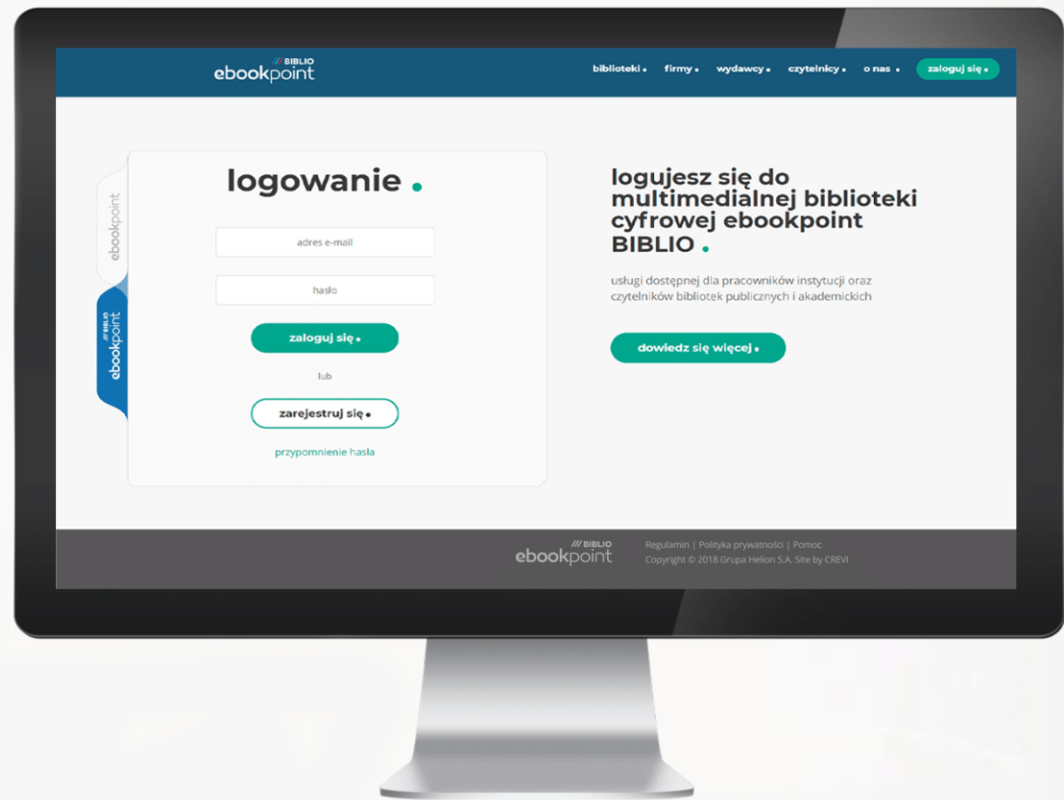 /// BIBLIO
ebookpoint
biblioteki • firmy • wydawcy • czytelnicy • o nas • zaloguj się •
ebookpoint
/// BIBLIO
ebookpoint
logowanie •
adres e-mail
hasło
zaloguj się •
lub
zarejestruj się •
przypomnienie hasła
logujesz się do
multimedialnej biblioteki
cyfrowej ebookpoint
BIBLIO •
usługi dostępnej dla pracowników instytucji oraz
czytelników bibliotek publicznych i akademickich
dowiedz się więcej •
/// BIBLIO
ebookpoint
Regulamin | Polityka prywatności | Pomoc
Copyright © 2018 Grupa Helion S.A. Site by CREVI